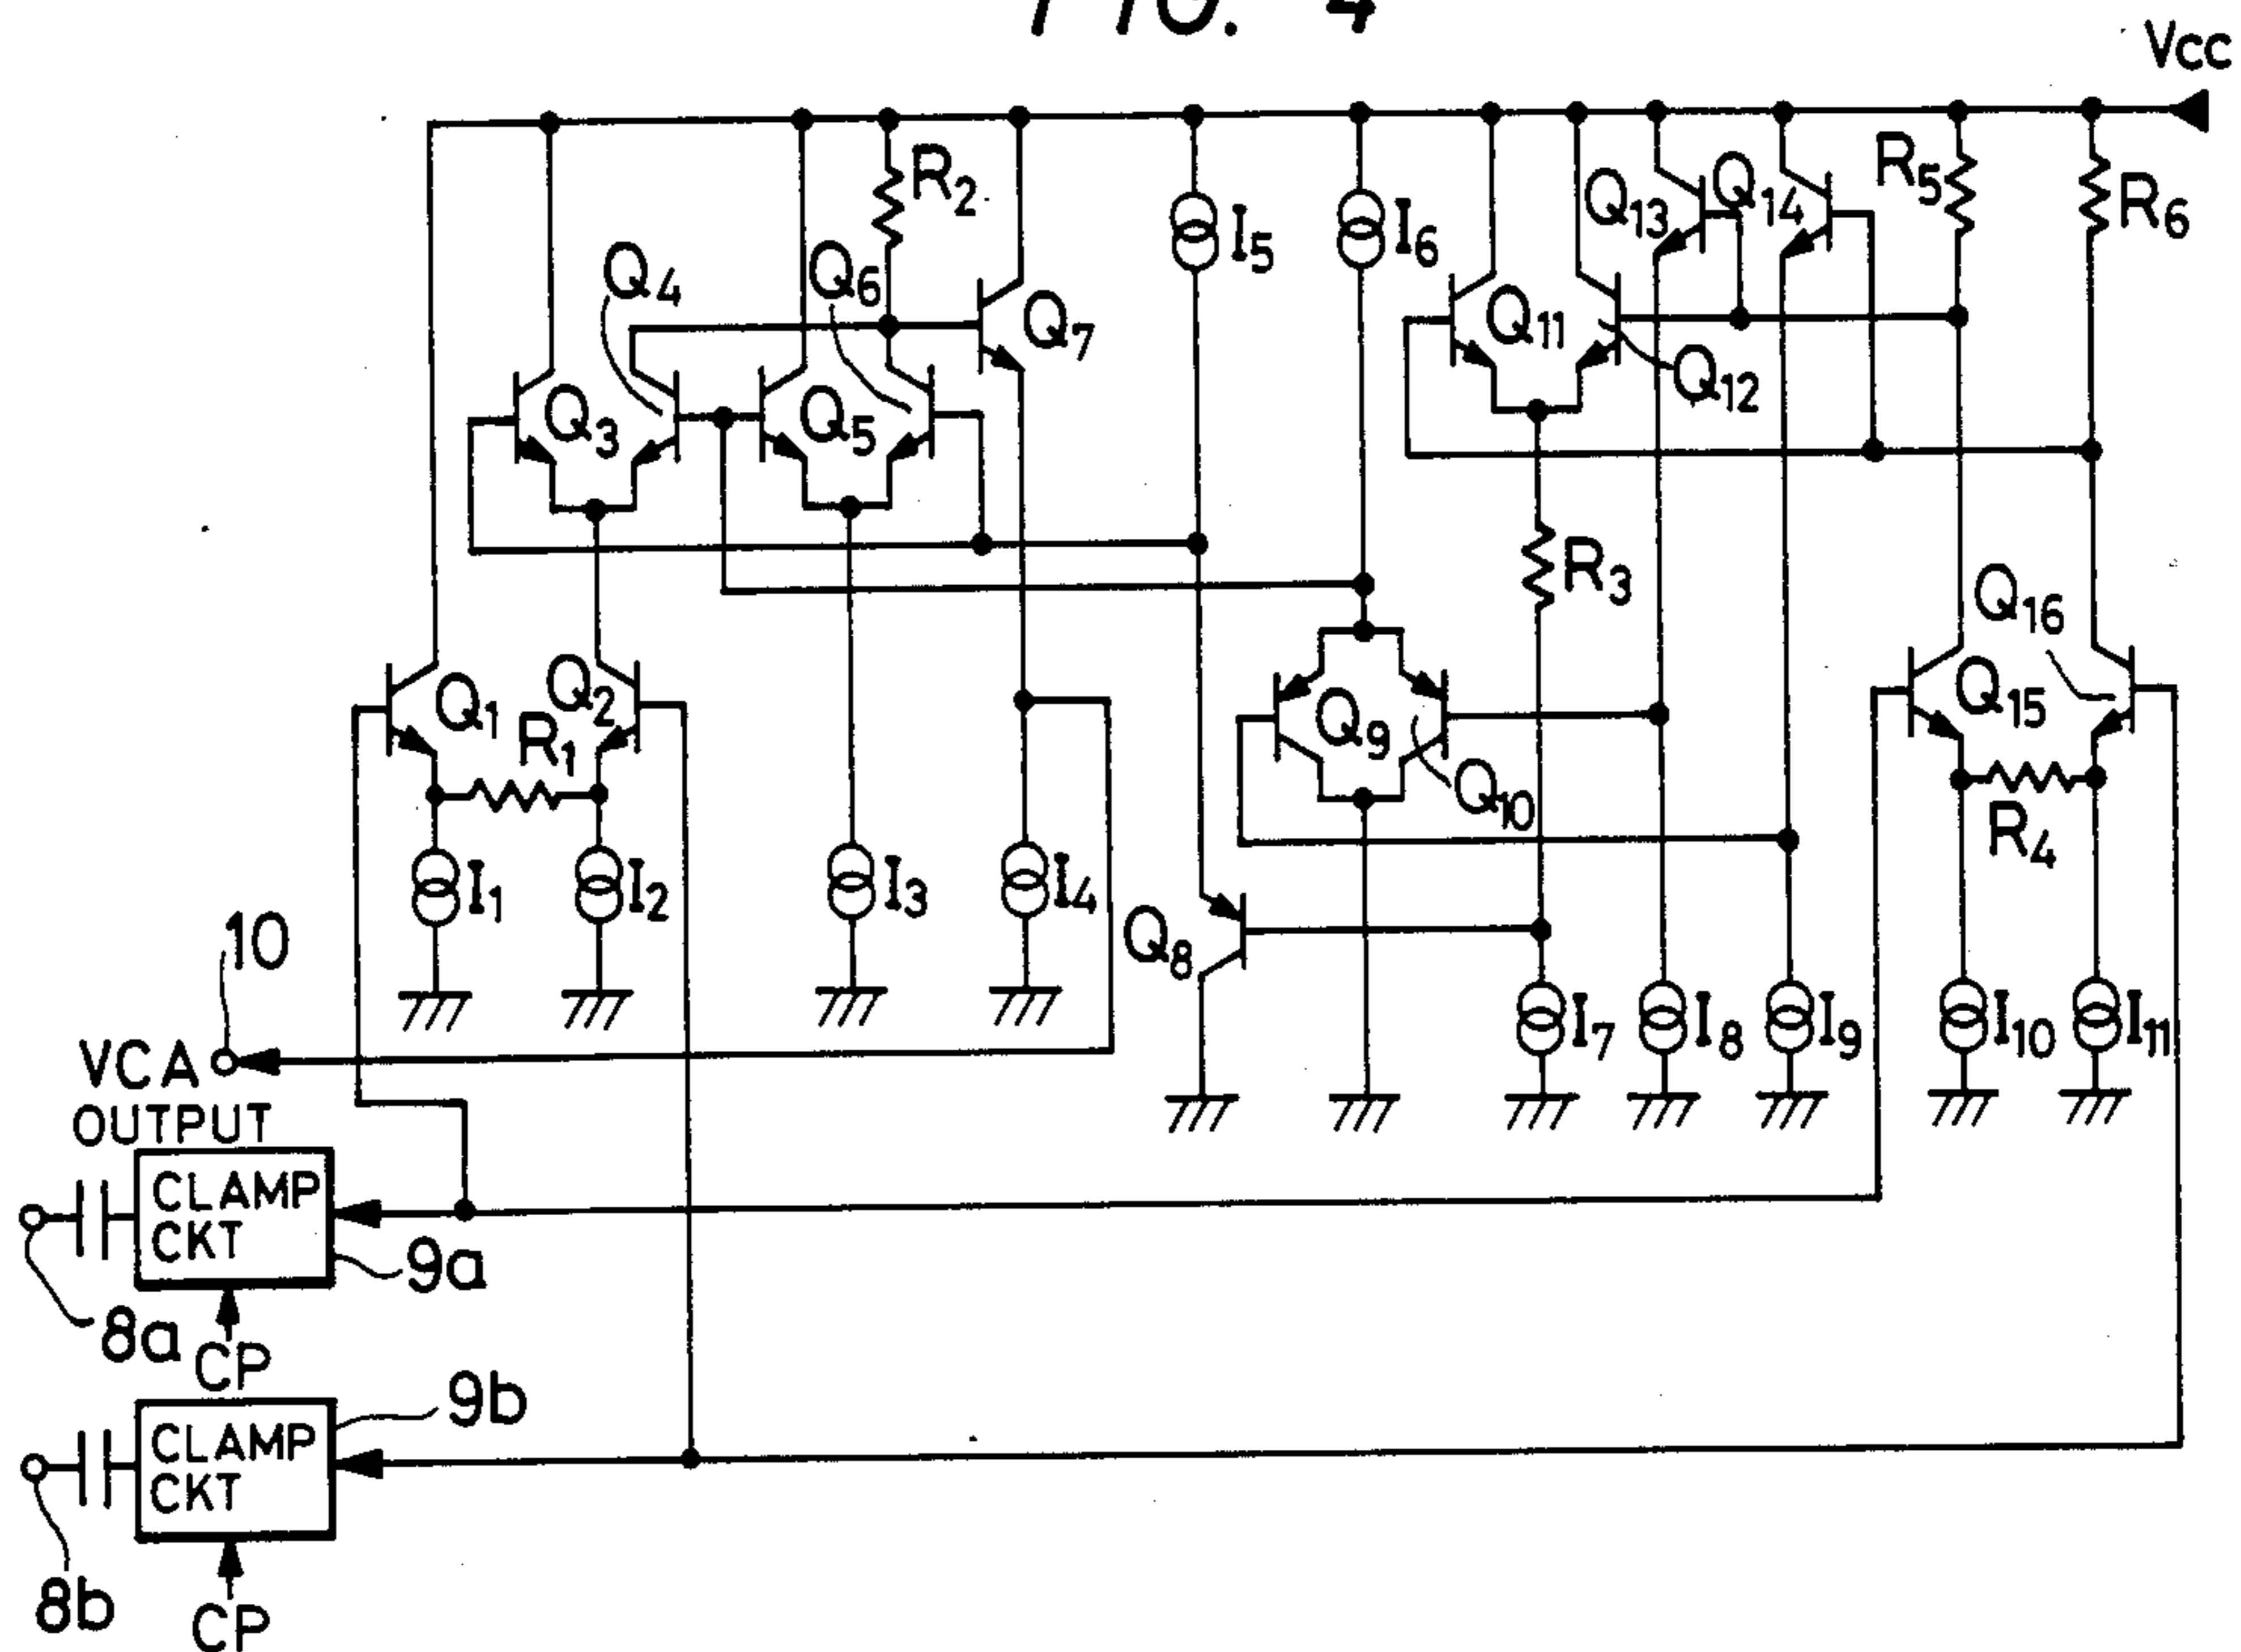 FIG. 4
Vcc
R2
R5
R6
Q13
Q14
I5
I6
Q4
Q6
Q7
Q11
Q12
Q3
Q5
R3
Q16
Q1
Q2
R1
Q9
Q10
Q15
R4
I1
I2
I3
I4
Q8
I7
I8
I9
I10
I11
10
VCA
OUTPUT
CLAMP
CKT
9a
8a
CP
9b
CLAMP
CKT
8b
CP